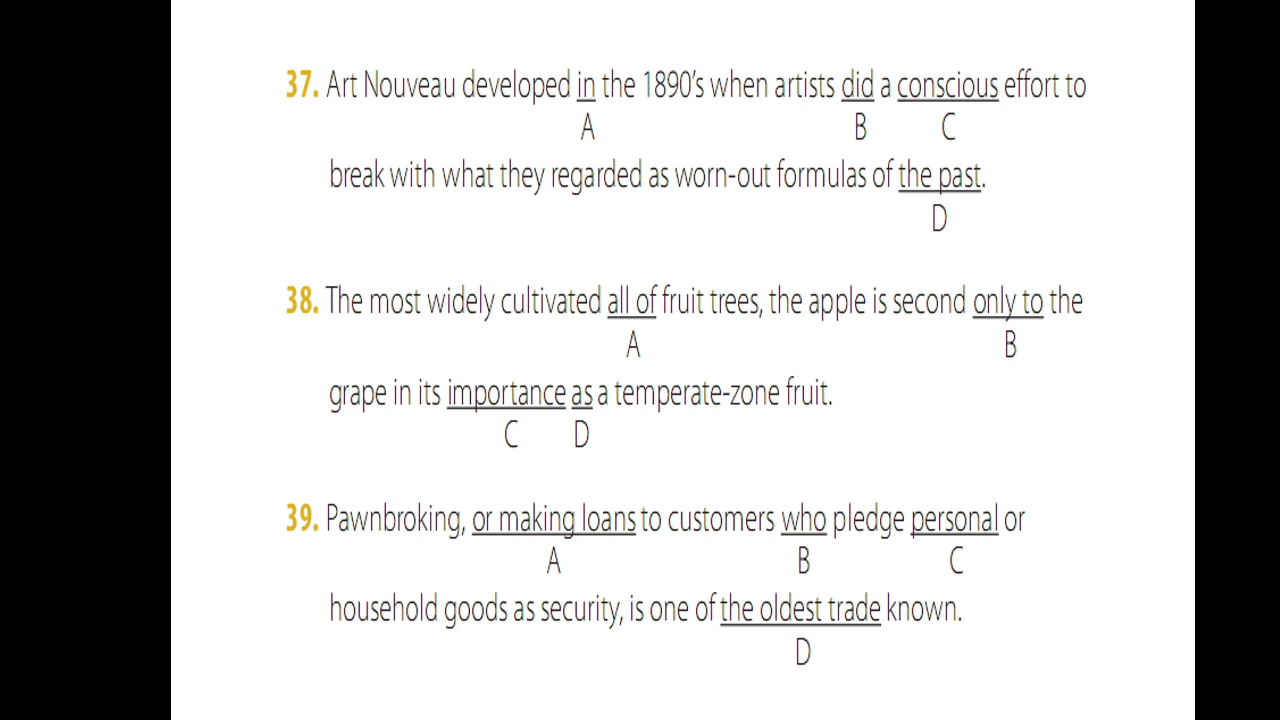 37. Art Nouveau developed in the 1890's when artists did a conscious effort to
A B C
break with what they regarded as worn-out formulas of the past.
D
38. The most widely cultivated all of fruit trees, the apple is second only to the
A B
grape in its importance as a temperate-zone fruit.
C D
39. Pawnbroking, or making loans to customers who pledge personal or
A B C
household goods as security, is one of the oldest trade known.
D